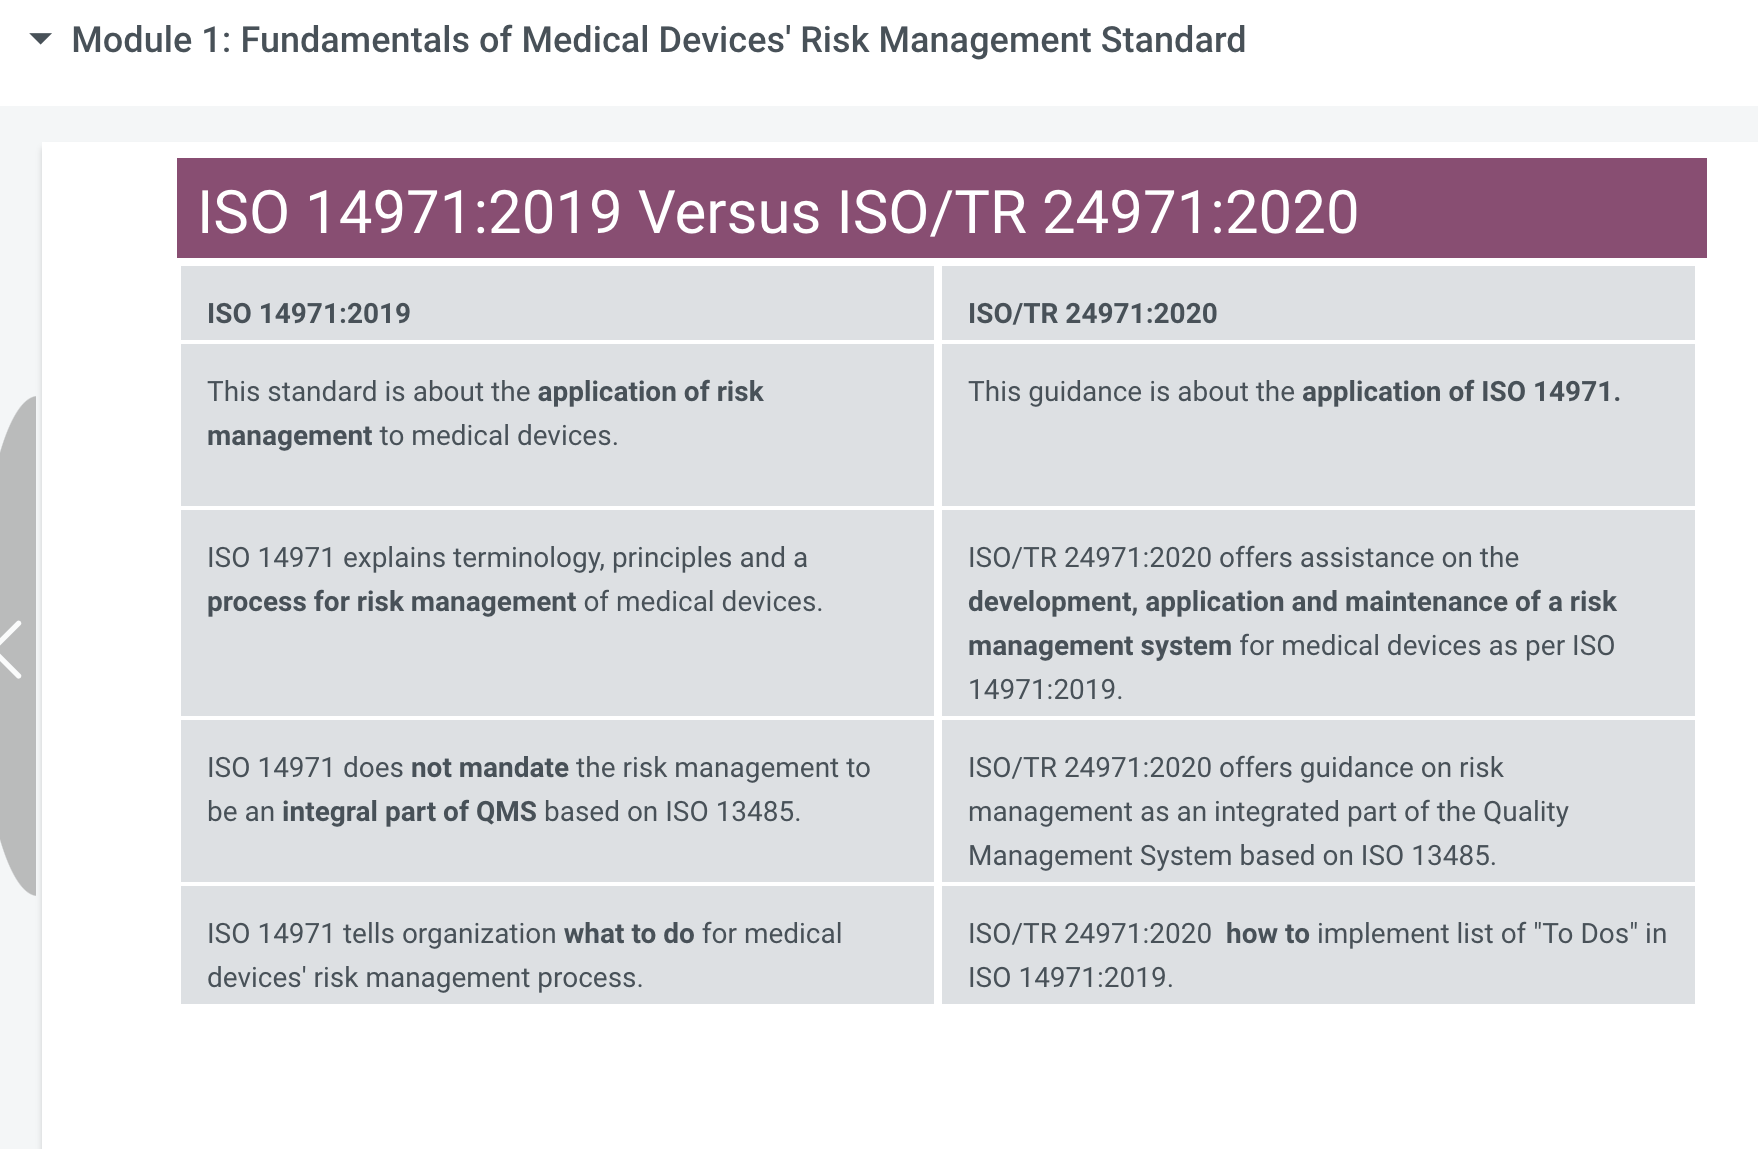 Module 1: Fundamentals of Medical Devices' Risk Management Standard
ISO 14971:2019 Versus ISO/TR 24971:2020
ISO 14971:2019
ISO/TR 24971:2020
This standard is about the application of risk
management to medical devices.
This guidance is about the application of ISO 14971.
ISO 14971 explains terminology, principles and a
process for risk management of medical devices.
ISO/TR 24971:2020 offers assistance on the
development, application and maintenance of a risk
management system for medical devices as per ISO
14971:2019.
ISO 14971 does not mandate the risk management to
be an integral part of QMS based on ISO 13485.
ISO/TR 24971:2020 offers guidance on risk
management as an integrated part of the Quality
Management System based on ISO 13485.
ISO 14971 tells organization what to do for medical
devices' risk management process.
ISO/TR 24971:2020 how to implement list of "To Dos" in
ISO 14971:2019.